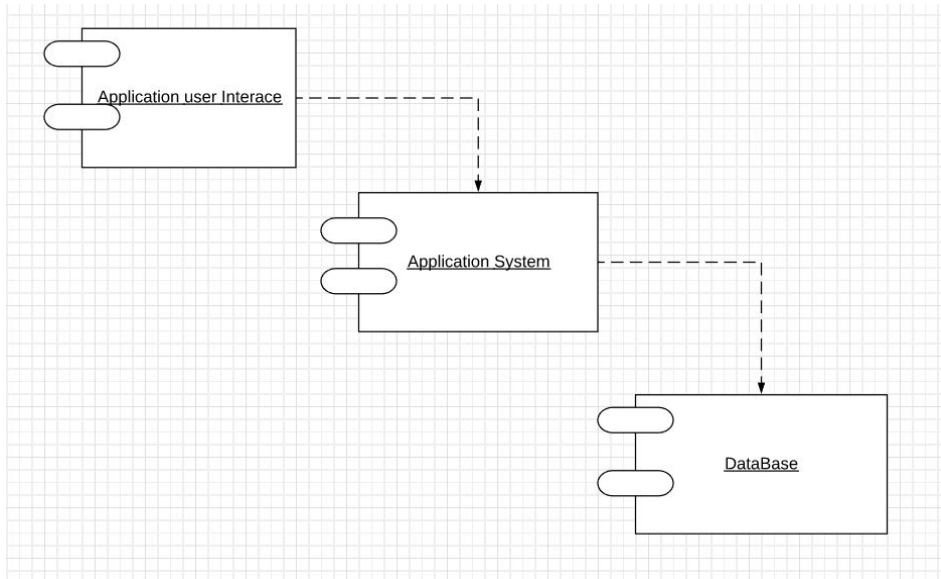 Application user Interace
Application System
DataBase